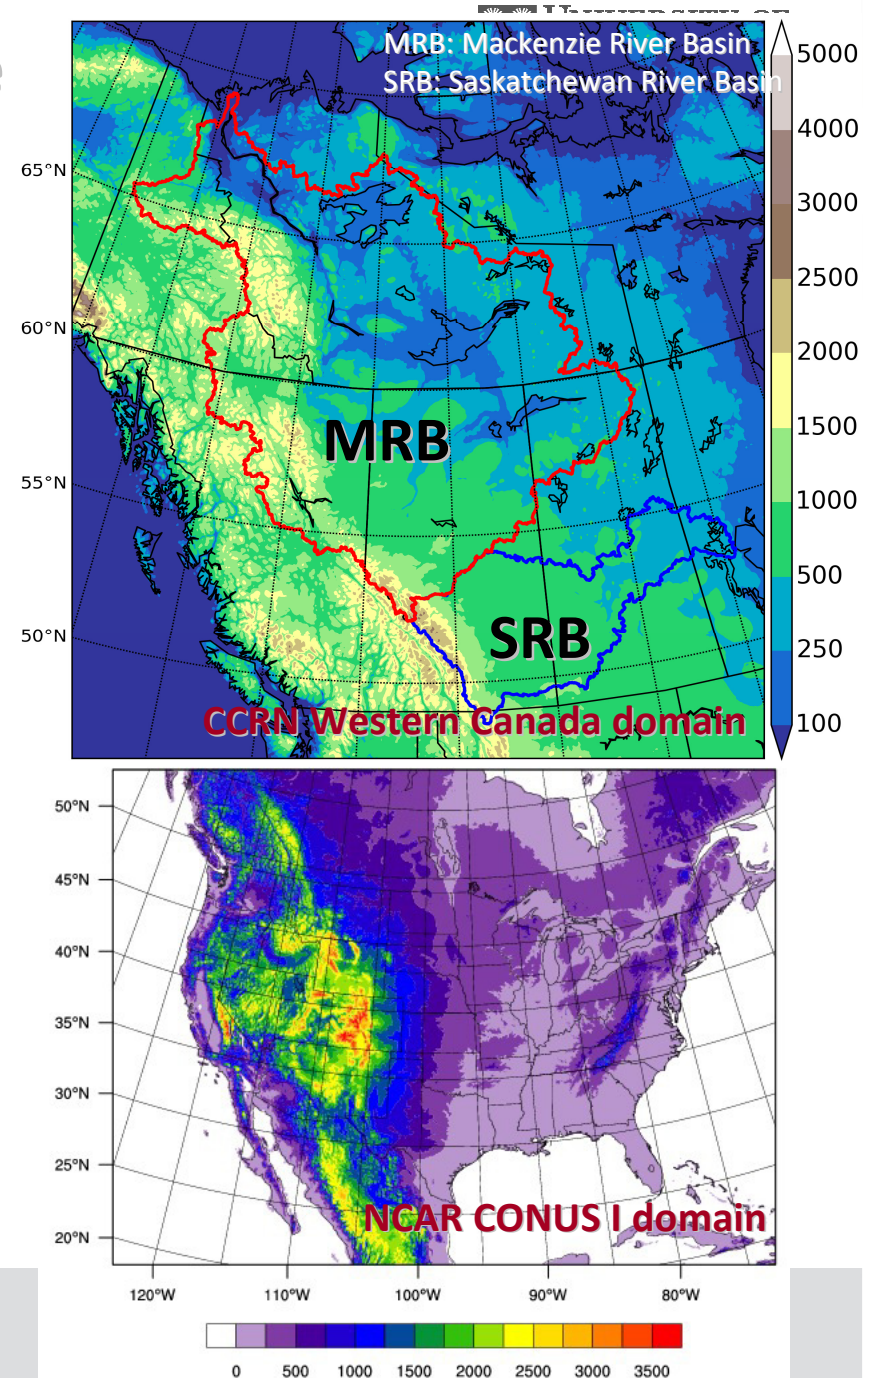 MRB: Mackenzie River Basin
SRB: Saskatchewan River Basin
65°N
60°N
55°N
50°N
MRB
SRB
CCRN Western Canada domain
5000
4000
3000
2500
2000
1500
1000
500
250
100
50°N
45°N
40°N
35°N
30°N
25°N
20°N
NCAR CONUS I domain
120°W 110°W 100°W 90°W 80°W
0 500 1000 1500 2000 2500 3000 3500